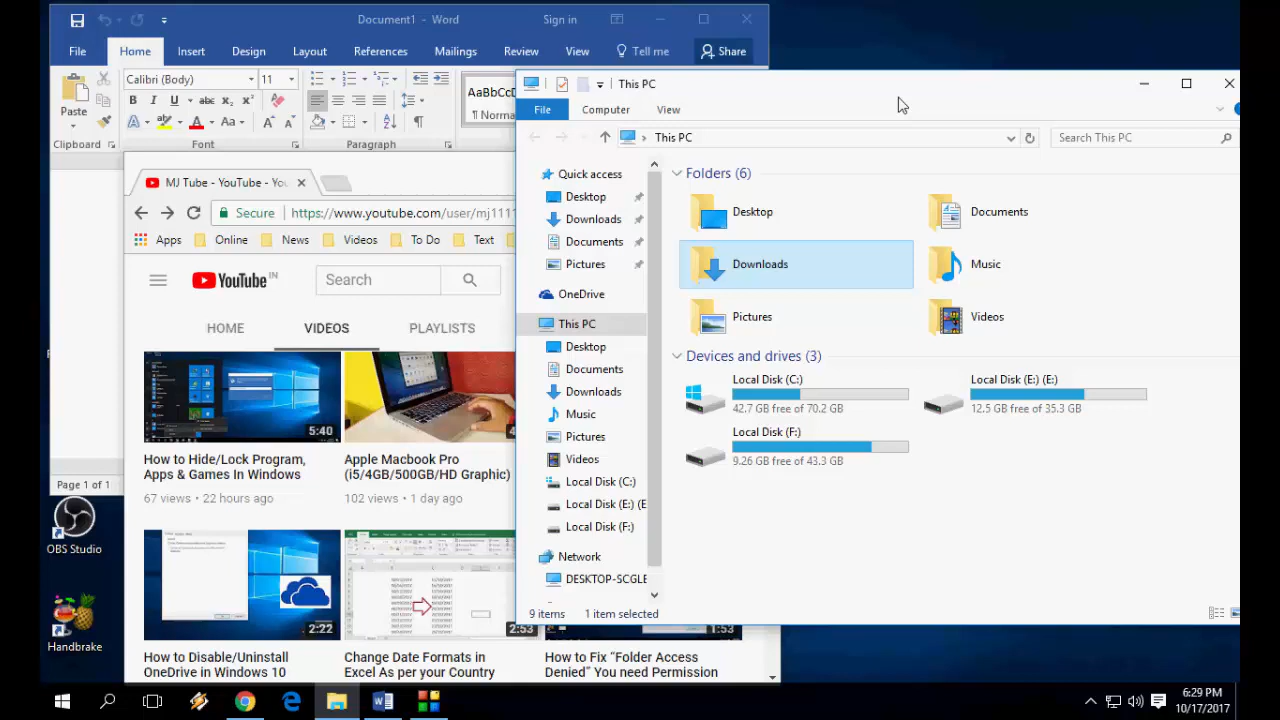 Document1 - Word
Sign in
File Home Insert Design Layout References Mailings Review View Tell me Share
Calibri (Body) 11
Paste
B I U abc x₂ x²
AaBbCcD
¶ Norma
A A Aa A A
Clipboard Font Paragraph
Page 1 of 1
OBS Studio
Handbrake
MJ Tube - YouTube - You
Secure https://www.youtube.com/user/mj111
Apps Online News Videos To Do Text
YouTube IN
Search
HOME VIDEOS PLAYLISTS
5:40
4
How to Hide/Lock Program,
Apps & Games In Windows
67 views • 22 hours ago
Apple Macbook Pro
(i5/4GB/500GB/HD Graphic)
102 views • 1 day ago
2:22
2:53
1:53
How to Disable/Uninstall
OneDrive in Windows 10
Change Date Formats in
Excel As per your Country
How to Fix “Folder Access
Denied” You need Permission
This PC
File Computer View
This PC
Search This PC
Quick access
Desktop
Downloads
Documents
Pictures
OneDrive
This PC
Desktop
Documents
Downloads
Music
Pictures
Videos
Local Disk (C:)
Local Disk (E:) (E
Local Disk (F:)
Network
DESKTOP-SCGLE
Folders (6)
Desktop
Documents
Downloads
Music
Pictures
Videos
Devices and drives (3)
Local Disk (C:)
42.7 GB free of 70.2 GB
Local Disk (E:) (E:)
12.5 GB free of 35.3 GB
Local Disk (F:)
9.26 GB free of 43.3 GB
9 items 1 item selected
6:29 PM
10/17/2017